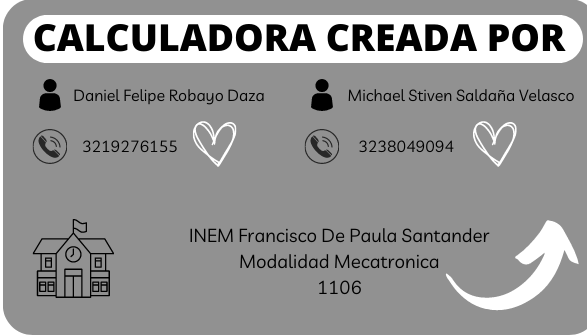 CALCULADORA CREADA POR
Daniel Felipe Robayo Daza
Michael Stiven Saldaña Velasco
3219276155
3238049094
INEM Francisco De Paula Santander
Modalidad Mecatronica
1106